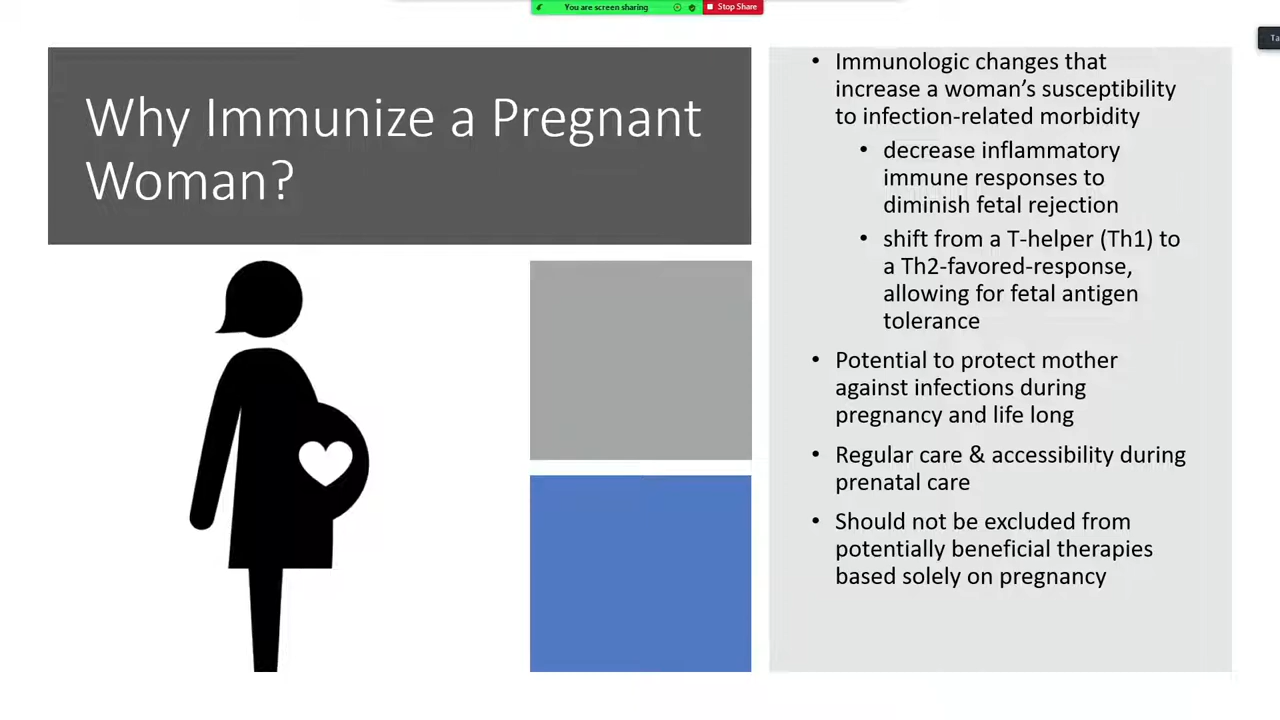 You are screen sharing
Stop Share
Ta
Why Immunize a Pregnant
Woman?
• Immunologic changes that
increase a woman's susceptibility
to infection-related morbidity
• decrease inflammatory
immune responses to
diminish fetal rejection
• shift from a T-helper (Th1) to
a Th2-favored-response,
allowing for fetal antigen
tolerance
• Potential to protect mother
against infections during
pregnancy and life long
• Regular care & accessibility during
prenatal care
• Should not be excluded from
potentially beneficial therapies
based solely on pregnancy